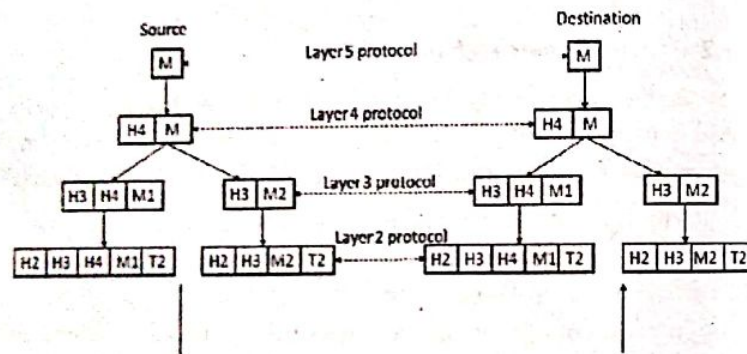 Source Destination
M Layer 5 protocol M
Layer 4 protocol
H4 M H4 M
Layer 3 protocol
H3 H4 M1 H3 M2 H3 H4 M1 H3 M2
Layer 2 protocol
H2 H3 H4 M1 T2 H2 H3 M2 T2 H2 H3 H4 M1 T2 H2 H3 M2 T2